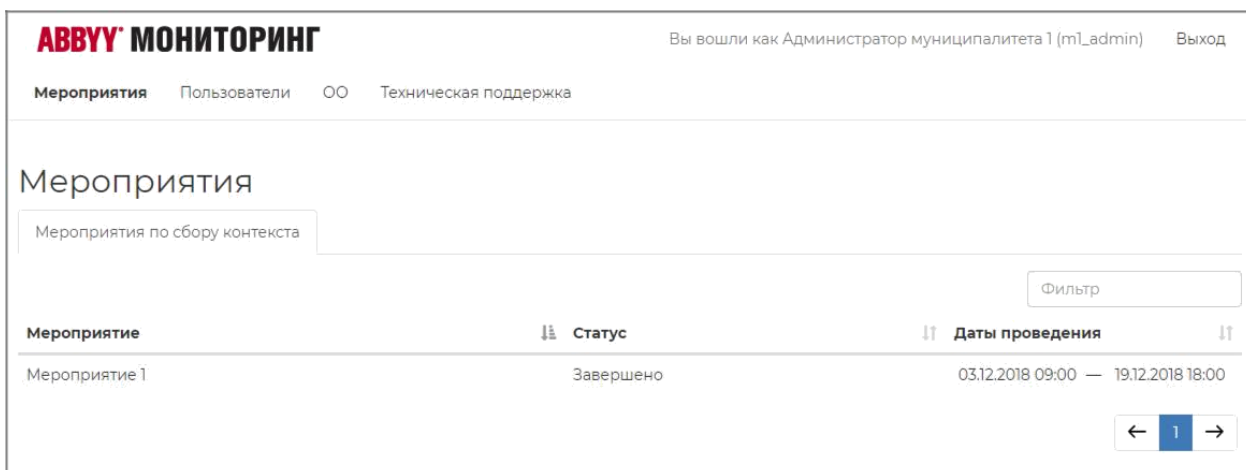 ABBYY® МОНИТОРИНГ
Вы вошли как Администратор муниципалитета 1 (m1_admin) Выход
Мероприятия Пользователи ОО Техническая поддержка
Мероприятия
Мероприятия по сбору контекста
Фильтр
Мероприятие Статус Даты проведения
Мероприятие 1 Завершено 03.12.2018 09:00 — 19.12.2018 18:00
← 1 →